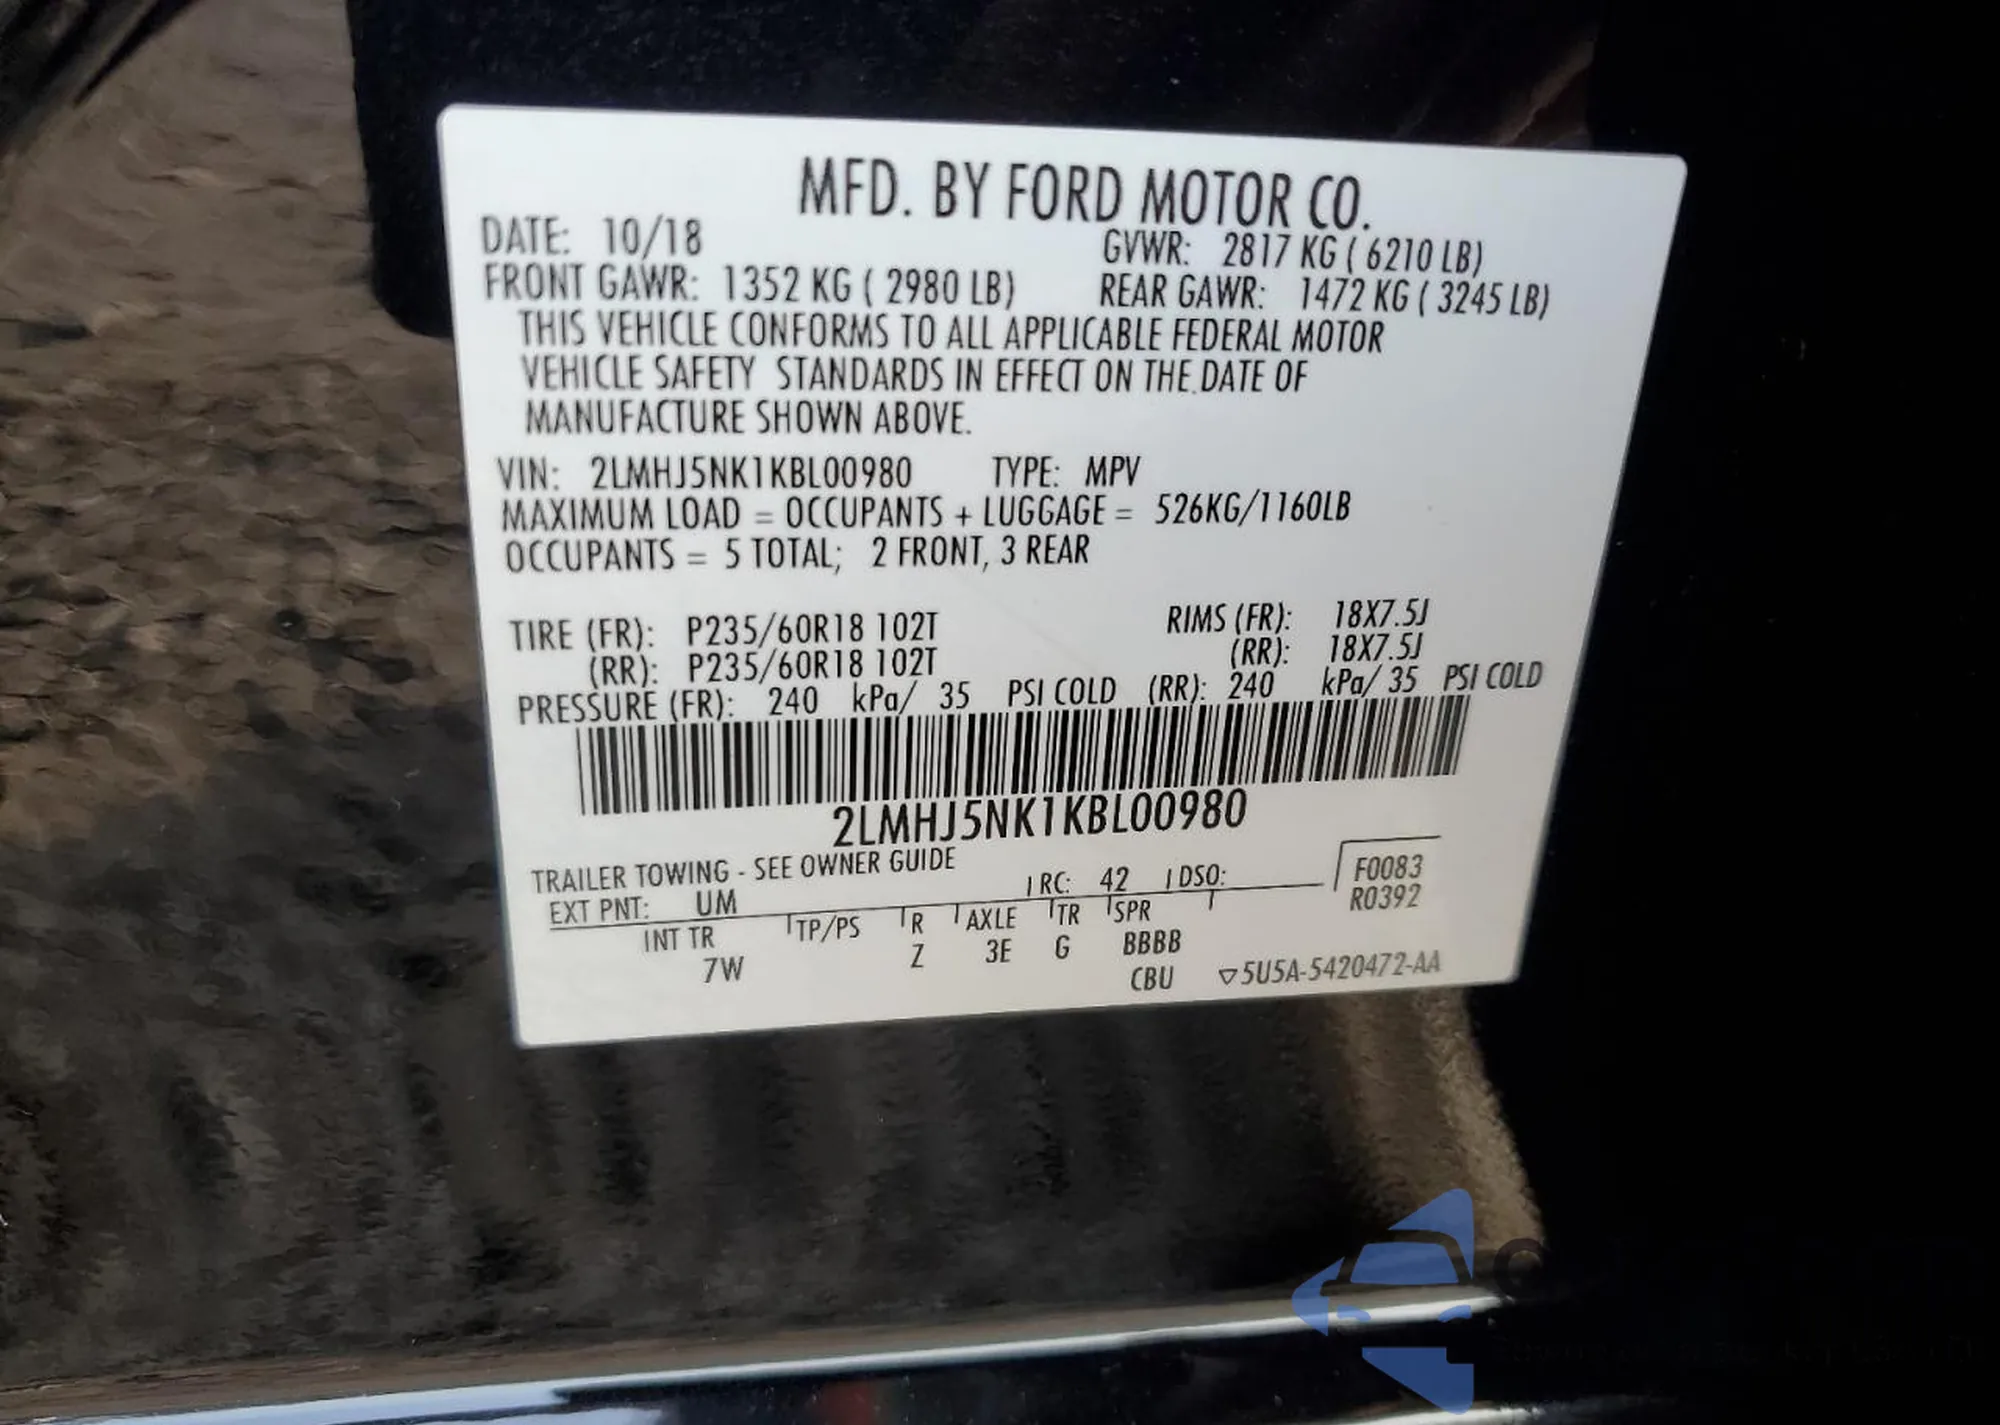 MFD. BY FORD MOTOR CO.
DATE: 10/18 GVWR: 2817 KG ( 6210 LB)
FRONT GAWR: 1352 KG ( 2980 LB) REAR GAWR: 1472 KG ( 3245 LB)
THIS VEHICLE CONFORMS TO ALL APPLICABLE FEDERAL MOTOR
VEHICLE SAFETY STANDARDS IN EFFECT ON THE DATE OF
MANUFACTURE SHOWN ABOVE.
VIN: 2LMHJ5NK1KBL00980 TYPE: MPV
MAXIMUM LOAD = OCCUPANTS + LUGGAGE = 526KG/1160LB
OCCUPANTS = 5 TOTAL; 2 FRONT, 3 REAR
TIRE (FR): P235/60R18 102T RIMS (FR): 18X7.5J
(RR): P235/60R18 102T (RR): 18X7.5J
PRESSURE (FR): 240 kPa/ 35 PSI COLD (RR): 240 kPa/ 35 PSI COLD
2LMHJ5NK1KBL00980
TRAILER TOWING - SEE OWNER GUIDE
EXT PNT: UM RC: 42 DSO: F0083
R0392
INT TR TP/PS R AXLE TR SPR
7W Z 3E G BBBB
CBU ▽5U5A-5420472-AA